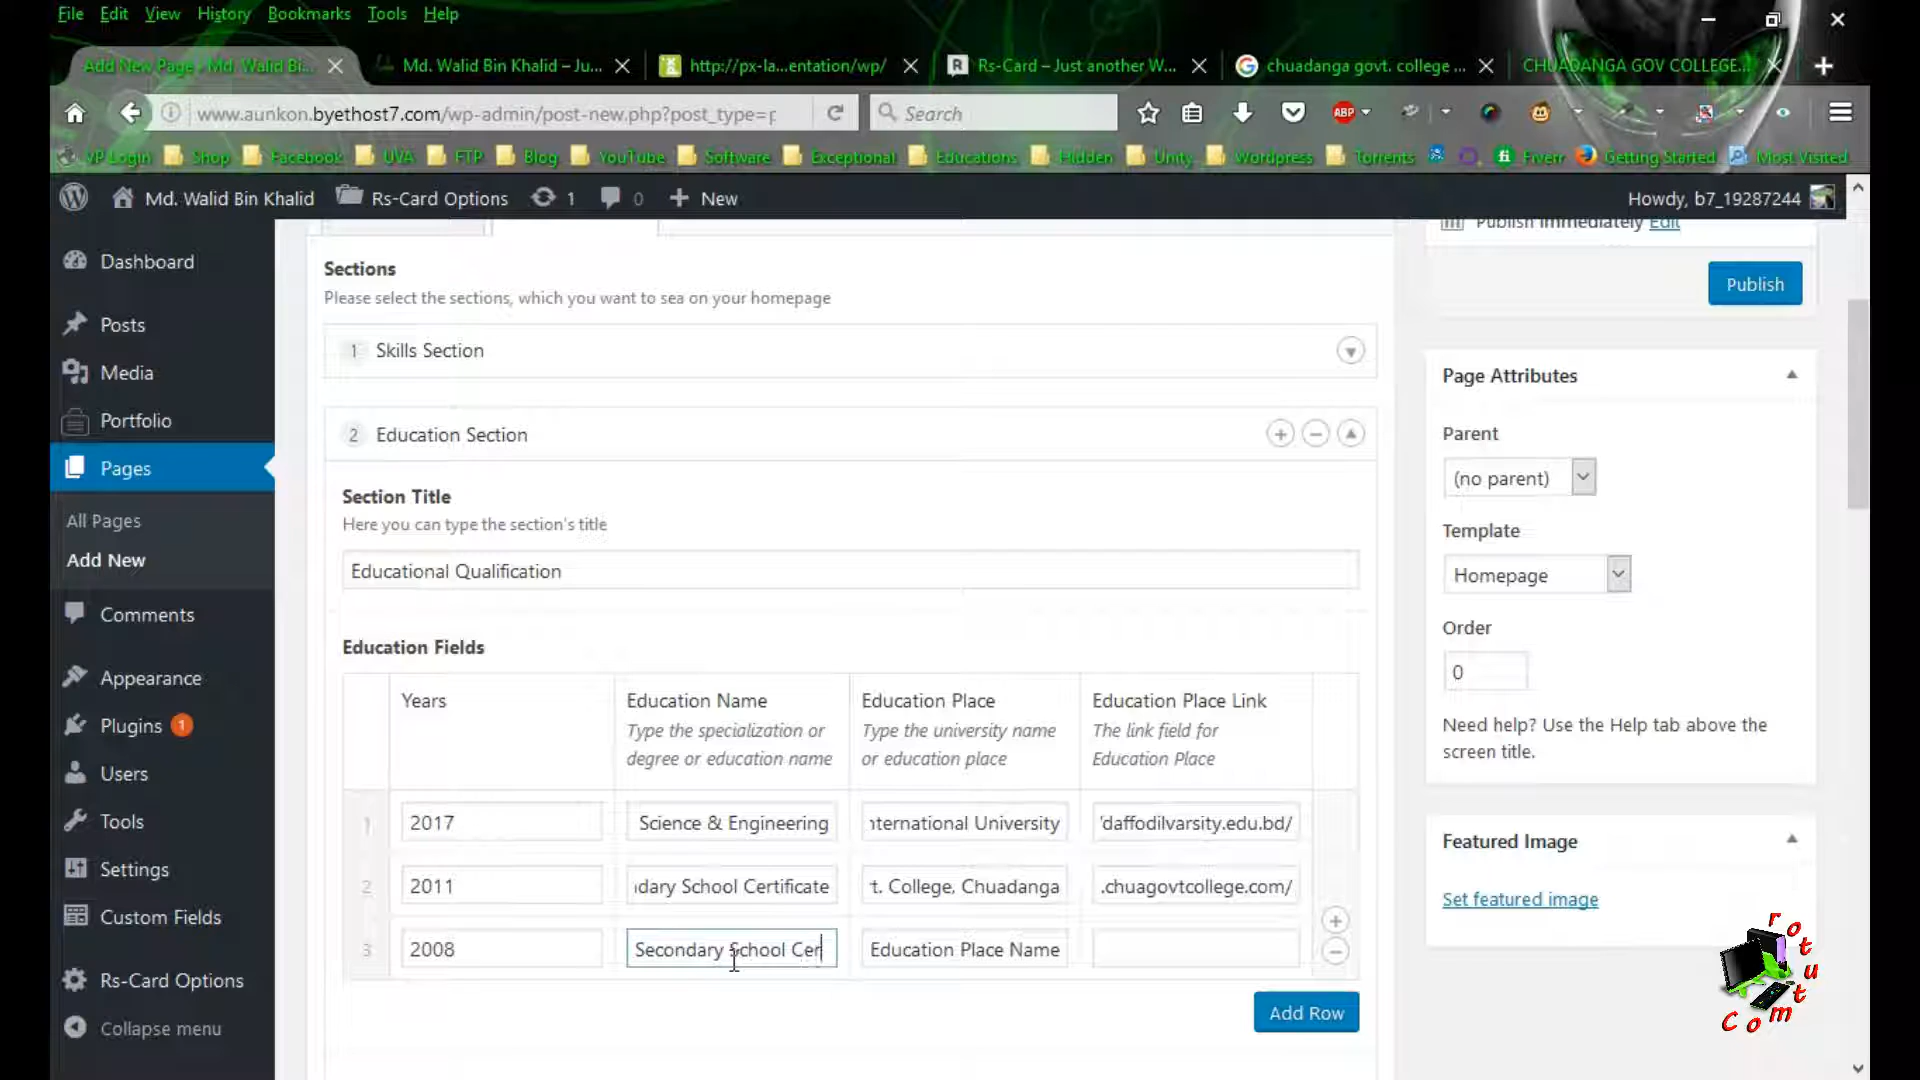 File Edit View History Bookmarks Tools Help
Add New Page ‹ Md. Walid Bi...
Md. Walid Bin Khalid – Ju...
http://px-la...entation/wp/
Rs-Card – Just another W...
chuadanga govt. college ...
CHUADANGA GOV COLLEGE...
www.aunkon.byethost7.com/wp-admin/post-new.php?post_type=p
Search
ABP
VP Login Shop Facebook UVA FTP Blog YouTube Software Exceptional Educations Hidden Unity Wordpress Torrents Fiverr Getting Started Most Visited
Md. Walid Bin Khalid Rs-Card Options 1 0 New Howdy, b7_19287244
Publish immediately Edit
Publish
Dashboard
Posts
Media
Portfolio
Pages
All Pages
Add New
Comments
Appearance
Plugins 1
Users
Tools
Settings
Custom Fields
Rs-Card Options
Collapse menu
Sections
Please select the sections, which you want to sea on your homepage
1 Skills Section
2 Education Section
Section Title
Here you can type the section's title
Educational Qualification
Education Fields
Years
Education Name
Type the specialization or
degree or education name
Education Place
Type the university name
or education place
Education Place Link
The link field for
Education Place
1 2017 Science & Engineering nternational University 'daffodilvarsity.edu.bd/
2 2011 dary School Certificate t. College, Chuadanga .chuagovtcollege.com/
3 2008 Secondary School Cer Education Place Name
Add Row
Page Attributes
Parent
(no parent)
Template
Homepage
Order
0
Need help? Use the Help tab above the
screen title.
Featured Image
Set featured image
rotut
Com